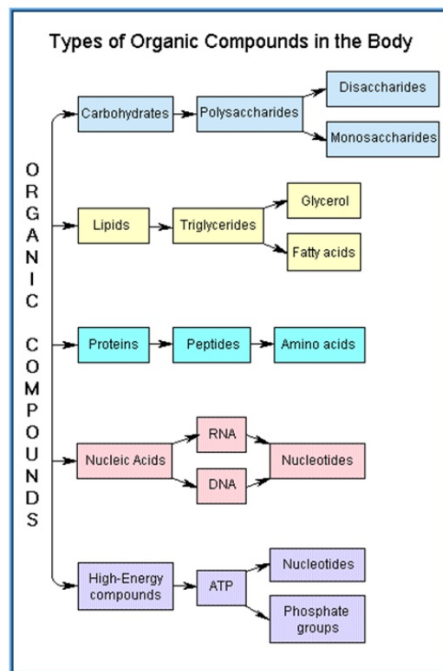 Types of Organic Compounds in the Body
ORGANIC COMPOUNDS
Carbohydrates
Polysaccharides
Disaccharides
Monosaccharides
Lipids
Triglycerides
Glycerol
Fatty acids
Proteins
Peptides
Amino acids
Nucleic Acids
RNA
DNA
Nucleotides
High-Energy
compounds
ATP
Nucleotides
Phosphate
groups